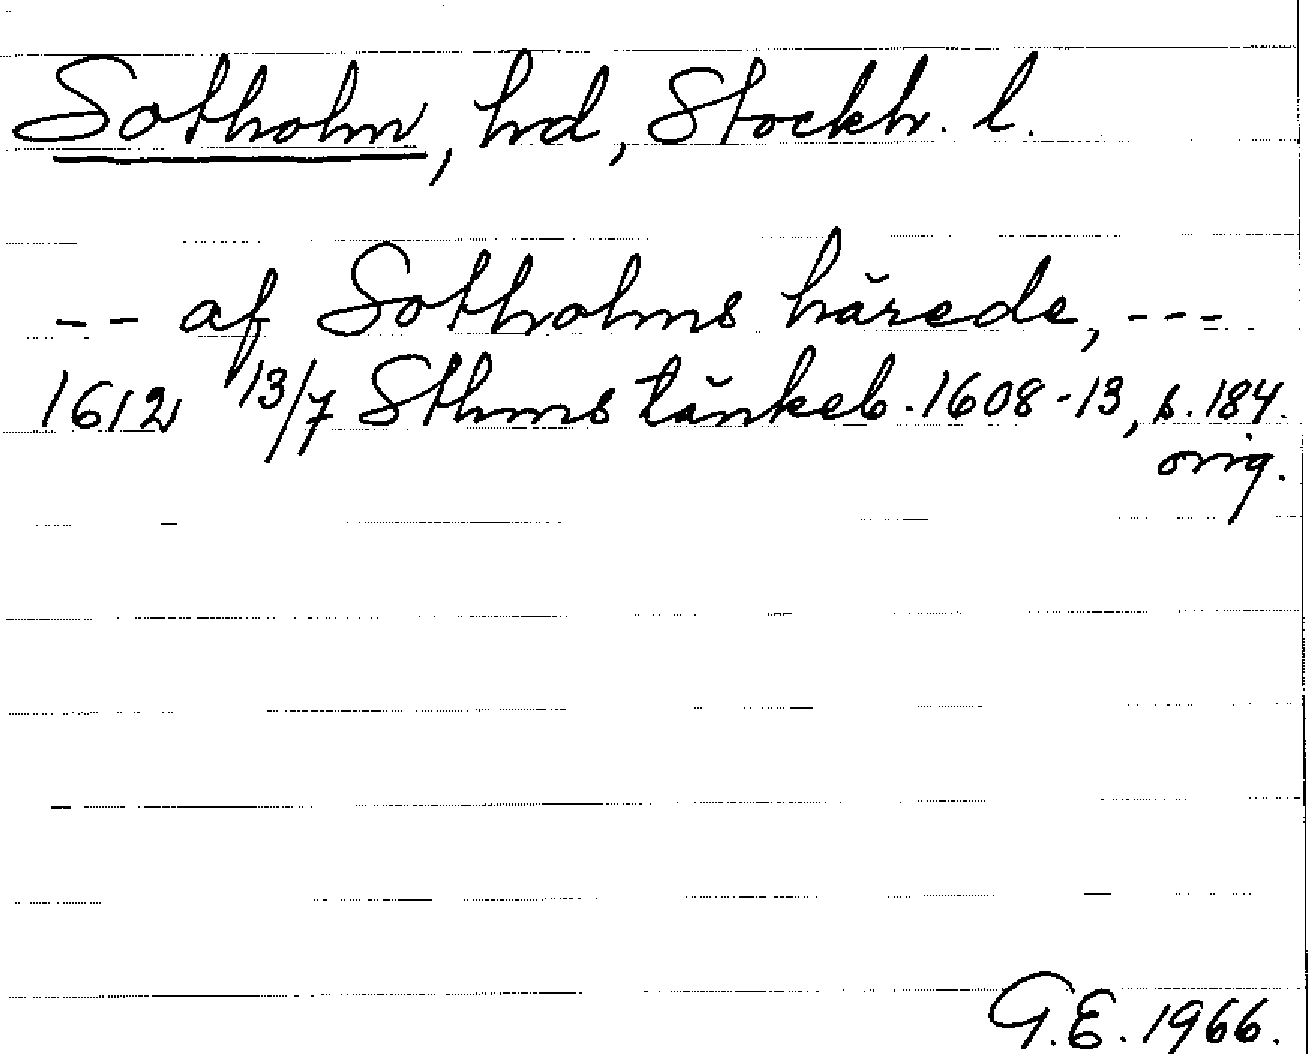 Sotholm, hd, Stockh. l.
-- af Sotholms härede, ---
1612 13/7 Sthms tänkeb. 1608-13, s. 184.
orig.
G.E. 1966.